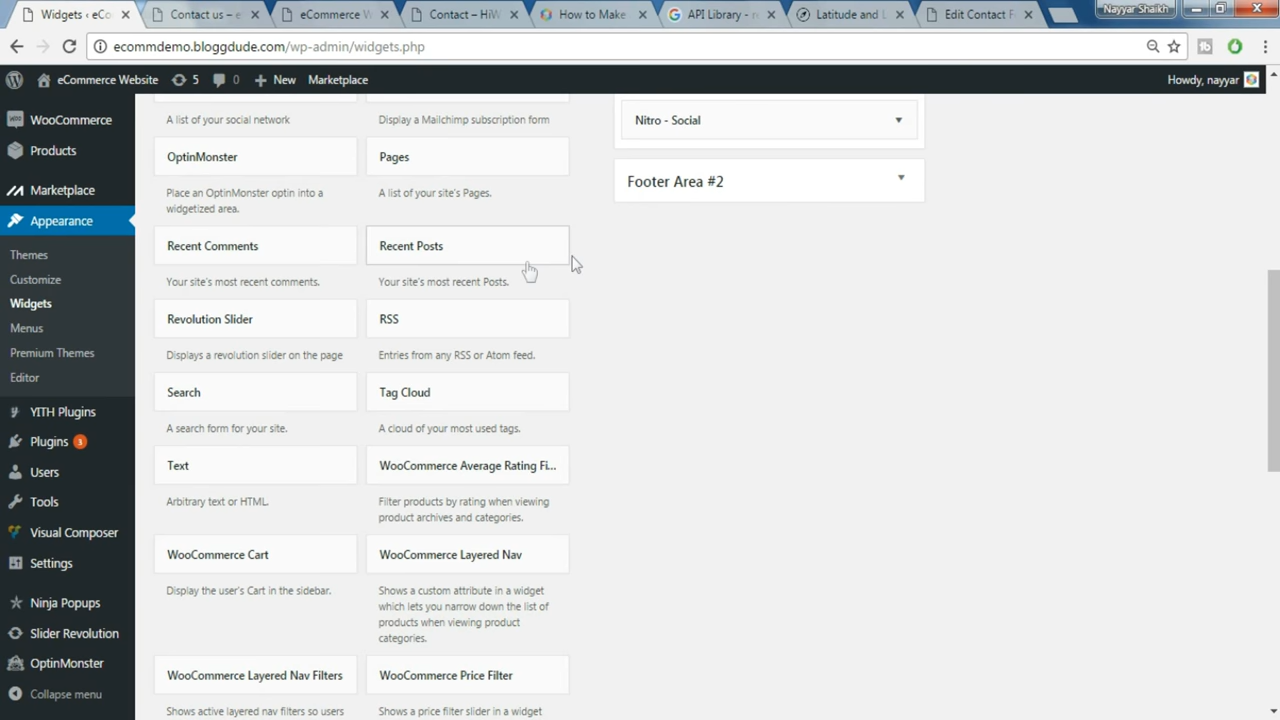 Widgets ‹ eCo
Contact us – e
eCommerce W
Contact – HiW
How to Make
API Library - r
Latitude and L
Edit Contact F
Nayyar Shaikh
ecommdemo.bloggdude.com/wp-admin/widgets.php
eCommerce Website
5
0
New
Marketplace
Howdy, nayyar
WooCommerce
Products
Marketplace
Appearance
Themes
Customize
Widgets
Menus
Premium Themes
Editor
YITH Plugins
Plugins 3
Users
Tools
Visual Composer
Settings
Ninja Popups
Slider Revolution
OptinMonster
Collapse menu
A list of your social network
Display a Mailchimp subscription form
OptinMonster
Pages
Place an OptinMonster optin into a
widgetized area.
A list of your site's Pages.
Recent Comments
Recent Posts
Your site's most recent comments.
Your site's most recent Posts.
Revolution Slider
RSS
Displays a revolution slider on the page
Entries from any RSS or Atom feed.
Search
Tag Cloud
A search form for your site.
A cloud of your most used tags.
Text
WooCommerce Average Rating Fi...
Arbitrary text or HTML.
Filter products by rating when viewing
product archives and categories.
WooCommerce Cart
WooCommerce Layered Nav
Display the user's Cart in the sidebar.
Shows a custom attribute in a widget
which lets you narrow down the list of
products when viewing product
categories.
WooCommerce Layered Nav Filters
WooCommerce Price Filter
Shows active layered nav filters so users
Shows a price filter slider in a widget
Nitro - Social
Footer Area #2